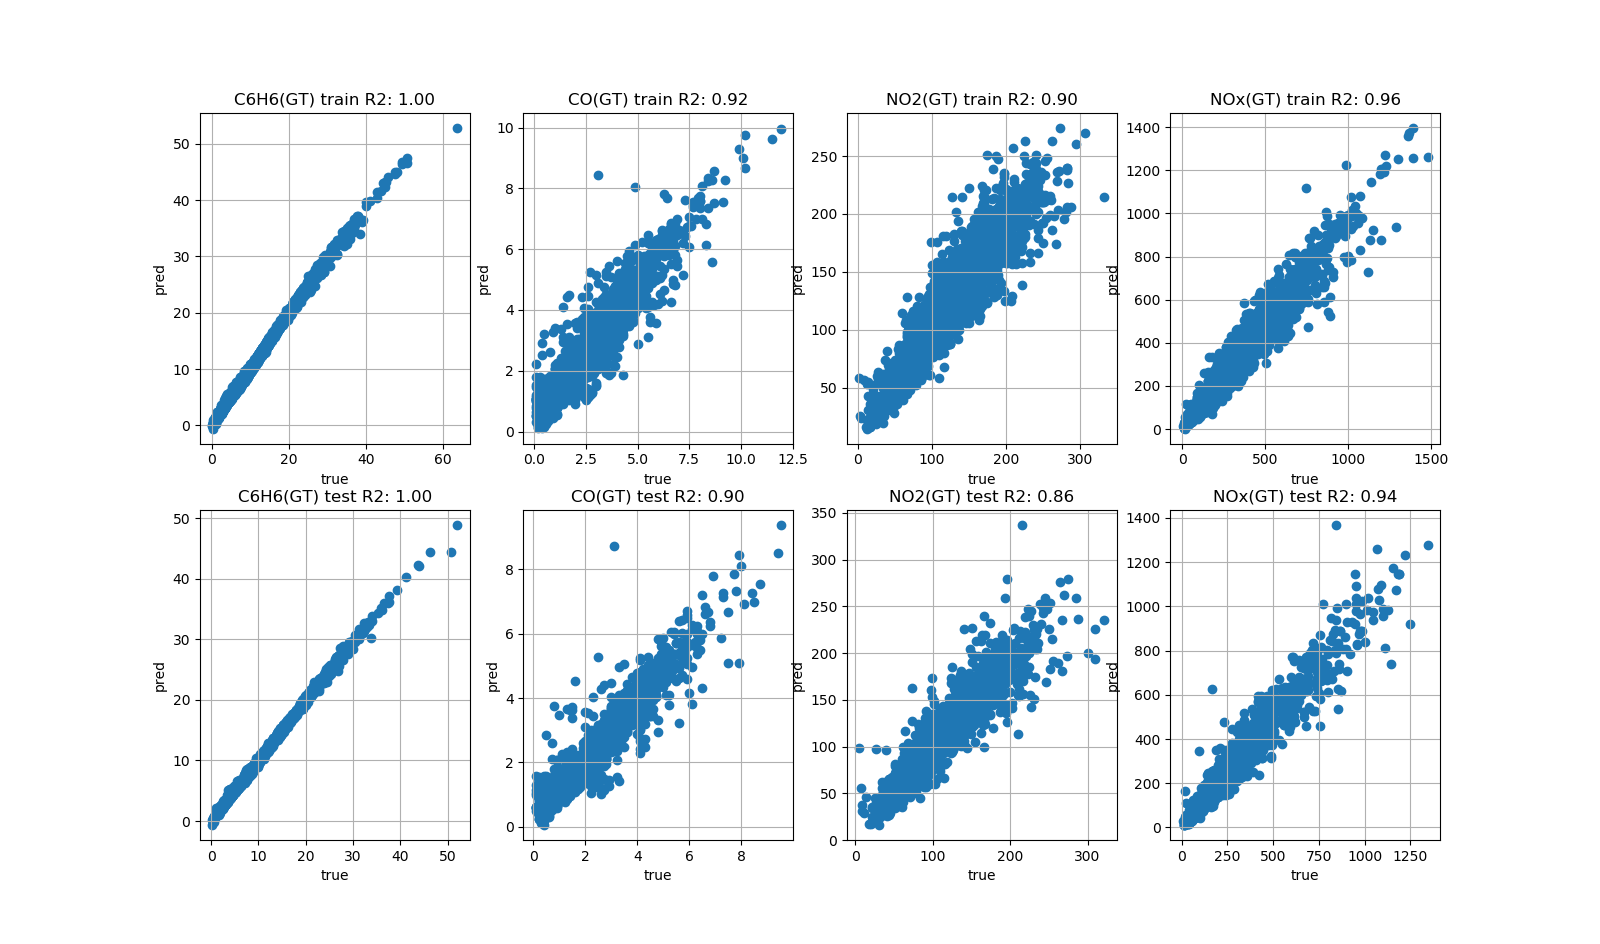 C6H6(GT) train R2: 1.00
50
40
30
20
10
0
pred
0 20 40 60
true
CO(GT) train R2: 0.92
10
8
6
4
2
0
pred
0.0 2.5 5.0 7.5 10.0 12.5
true
NO2(GT) train R2: 0.90
250
200
150
100
50
pred
0 100 200 300
true
NOx(GT) train R2: 0.96
1400
1200
1000
800
600
400
200
0
pred
0 500 1000 1500
true
C6H6(GT) test R2: 1.00
50
40
30
20
10
0
pred
0 10 20 30 40 50
true
CO(GT) test R2: 0.90
8
6
4
2
0
pred
0 2 4 6 8
true
NO2(GT) test R2: 0.86
350
300
250
200
150
100
50
0
pred
0 100 200 300
true
NOx(GT) test R2: 0.94
1400
1200
1000
800
600
400
200
0
pred
0 250 500 750 1000 1250
true